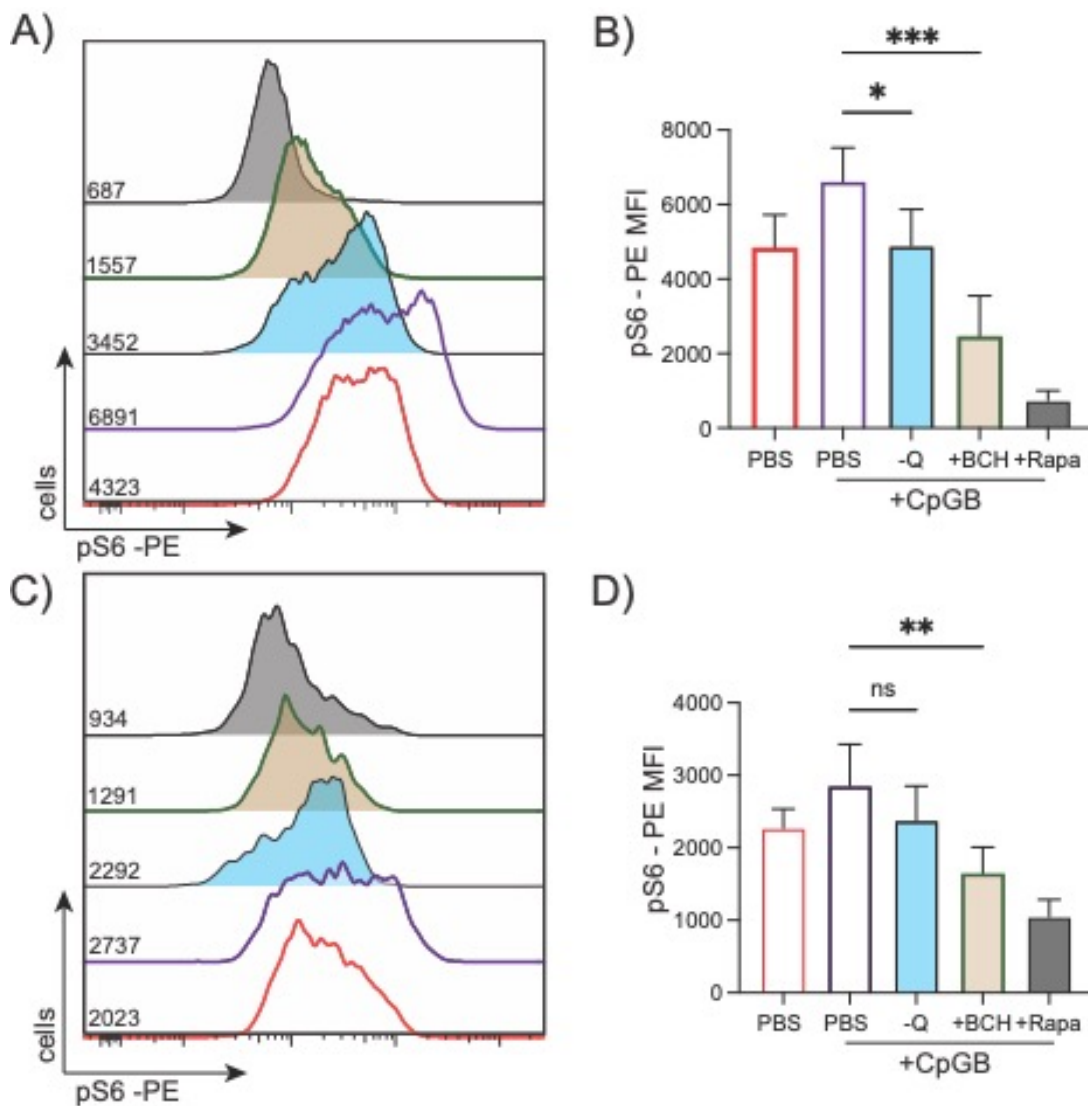 A)
687
1557
3452
6891
4323
cells
pS6 -PE
B)
***
*
pS6 - PE MFI
8000
6000
4000
2000
0
PBS PBS -Q +BCH +Rapa
+CpGB
C)
934
1291
2292
2737
2023
cells
pS6 -PE
D)
**
ns
pS6 - PE MFI
4000
3000
2000
1000
0
PBS PBS -Q +BCH +Rapa
+CpGB